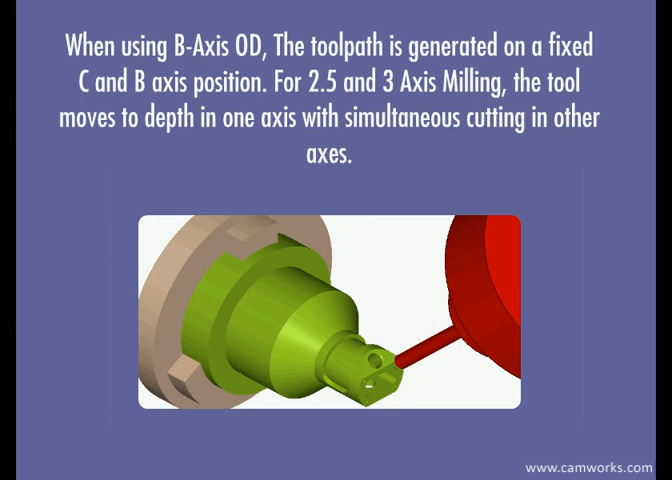 When using B-Axis OD, The toolpath is generated on a fixed
C and B axis position. For 2.5 and 3 Axis Milling, the tool
moves to depth in one axis with simultaneous cutting in other
axes.
www.camworks.com